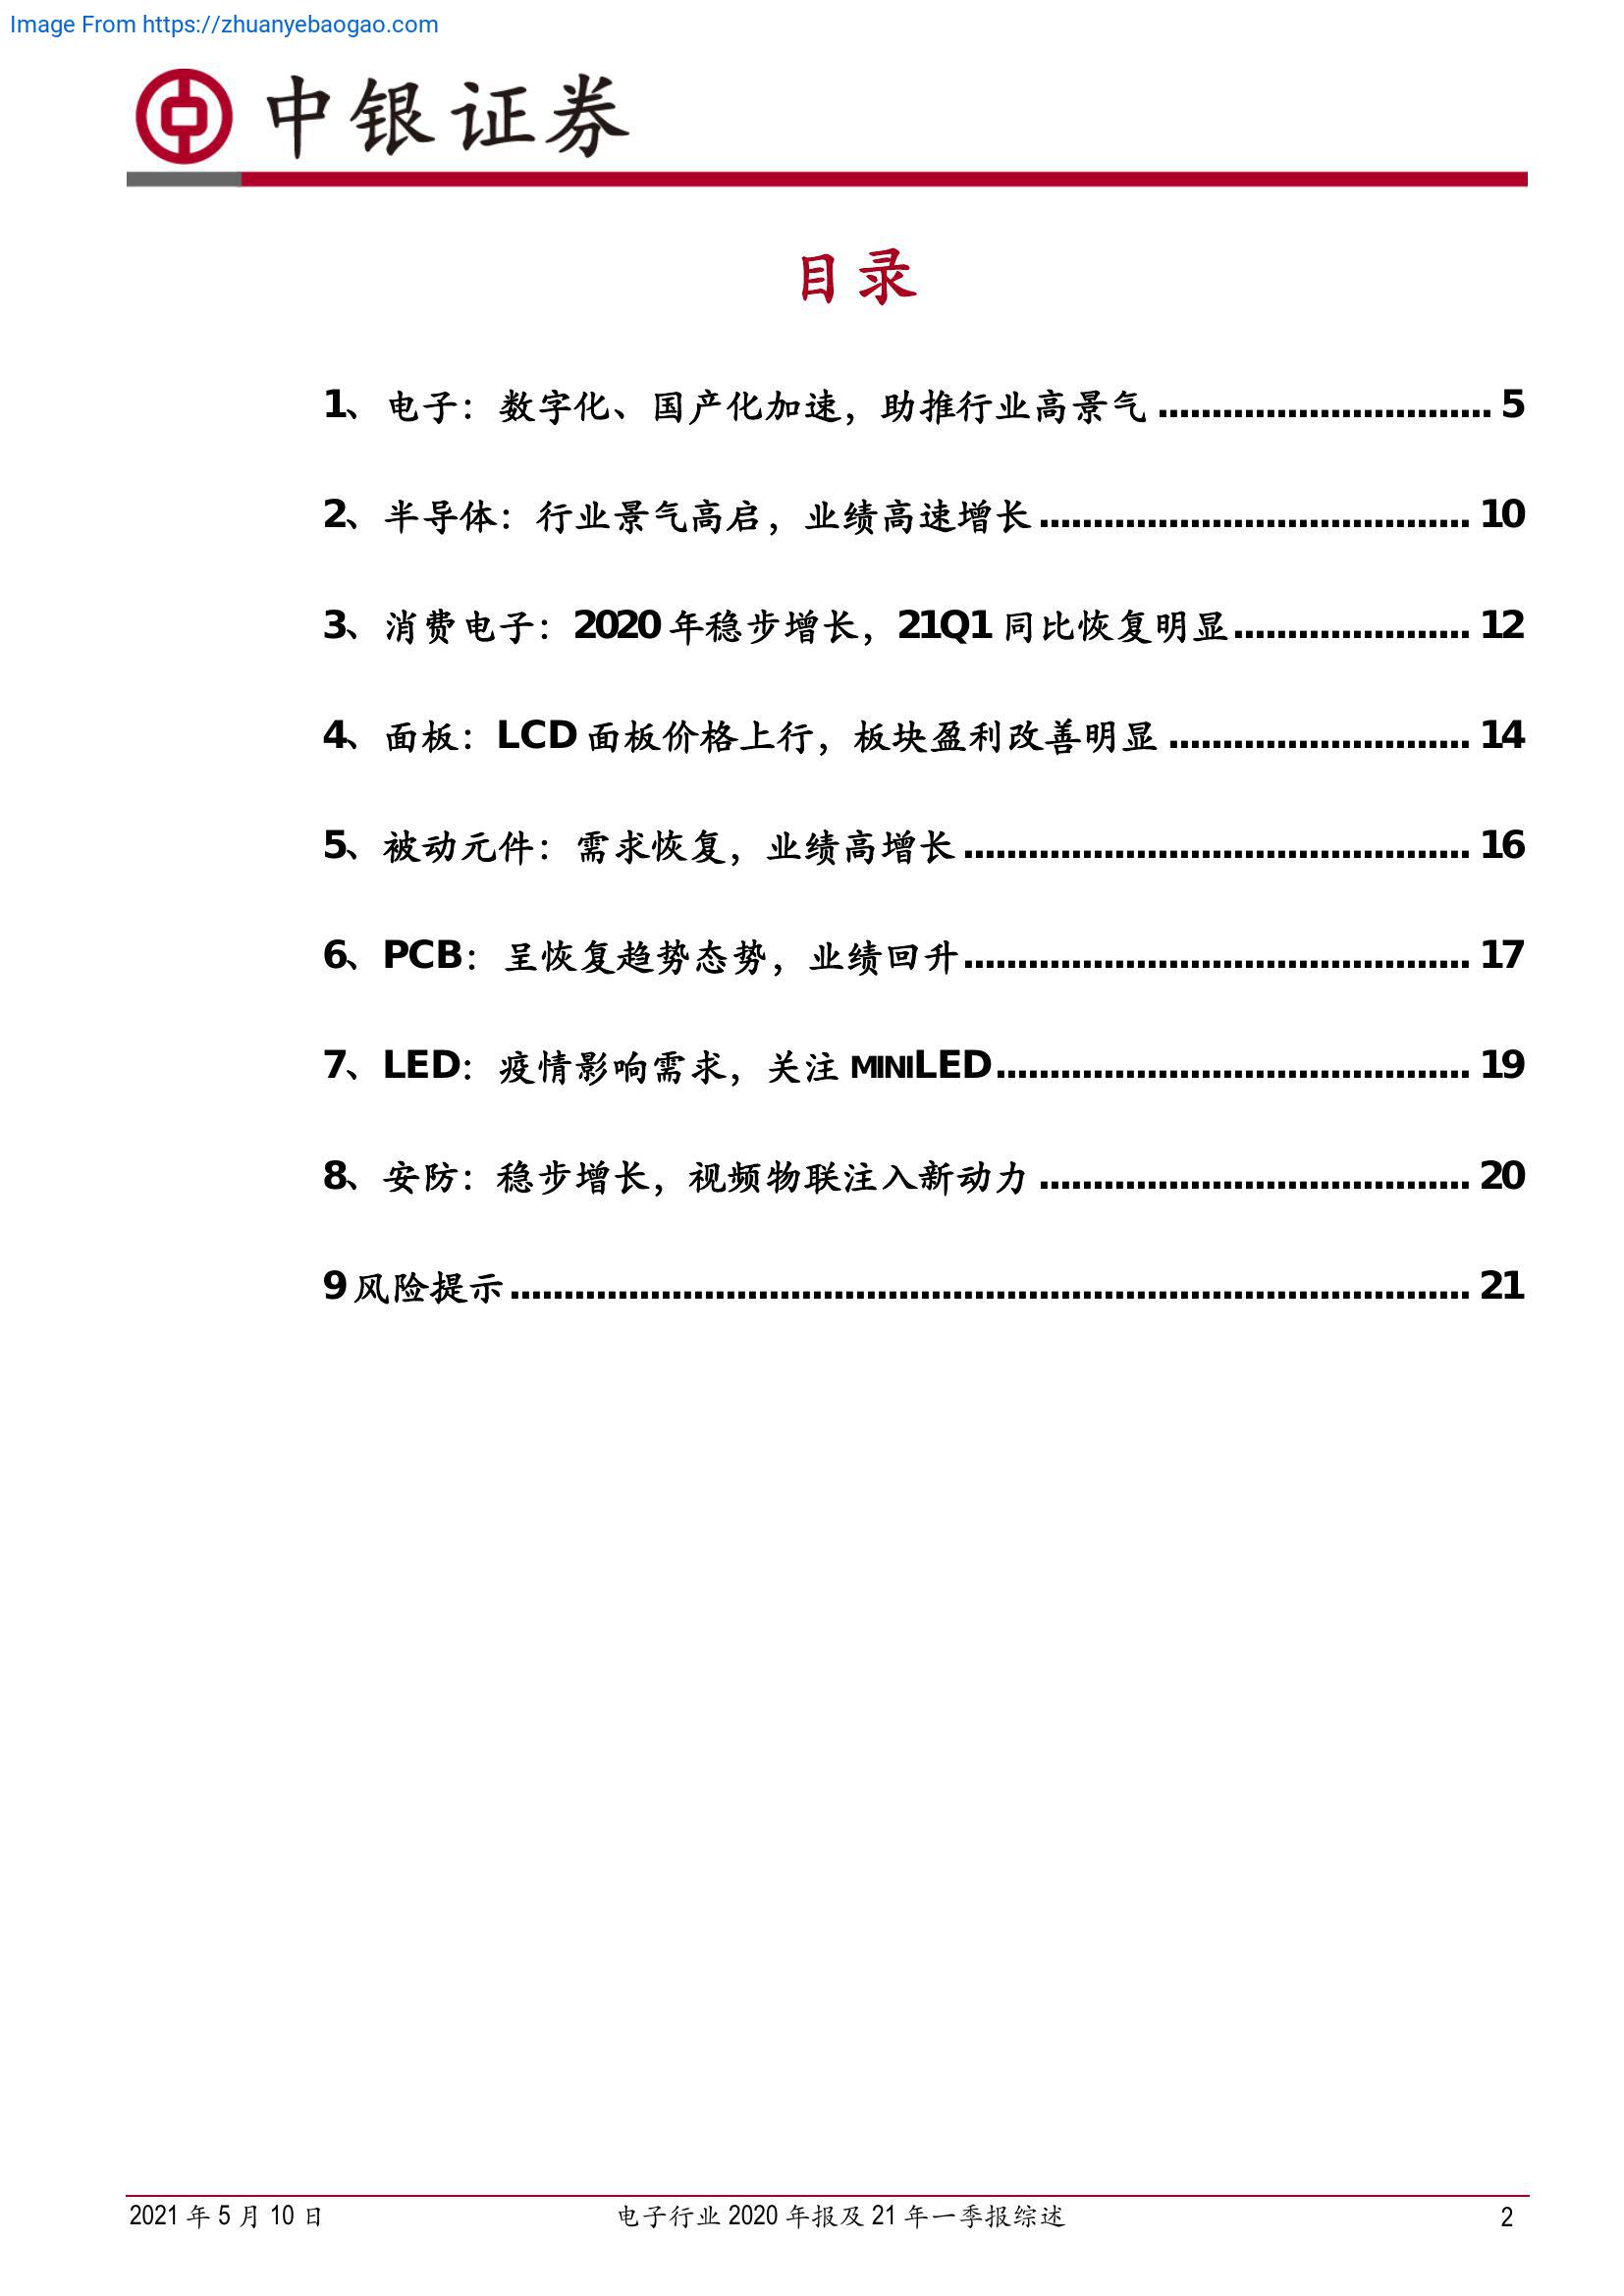 Image From https://zhuanyebaogao.com
中银证券
目录
1、电子：数字化、国产化加速，助推行业高景气 ............................... 5
2、半导体：行业景气高启，业绩高速增长 ........................................ 10
3、消费电子：2020 年稳步增长，21Q1 同比恢复明显 ...................... 12
4、面板：LCD 面板价格上行，板块盈利改善明显 ............................ 14
5、被动元件：需求恢复，业绩高增长 ............................................... 16
6、PCB：呈恢复趋势态势，业绩回升 ............................................... 17
7、LED：疫情影响需求，关注 MINILED ............................................ 19
8、安防：稳步增长，视频物联注入新动力 ........................................ 20
9 风险提示 ......................................................................................... 21
2021 年 5 月 10 日 电子行业 2020 年报及 21 年一季报综述 2